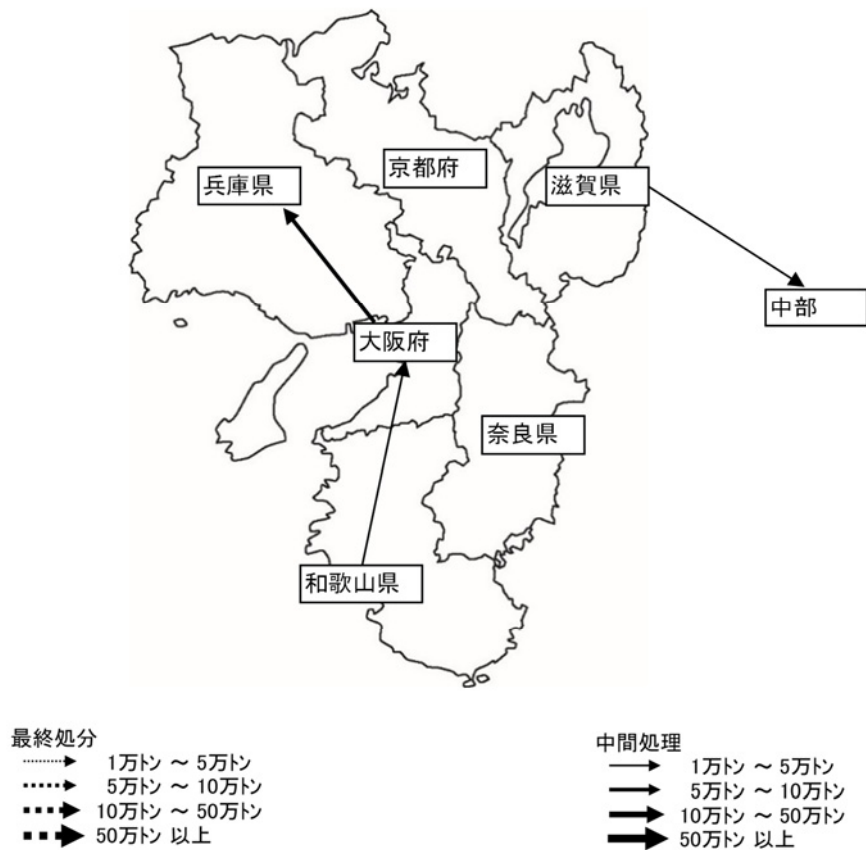 京都府
兵庫県
滋賀県
中部
大阪府
奈良県
和歌山県
最終処分
1万トン ～ 5万トン
5万トン ～ 10万トン
10万トン ～ 50万トン
50万トン 以上
中間処理
1万トン ～ 5万トン
5万トン ～ 10万トン
10万トン ～ 50万トン
50万トン 以上